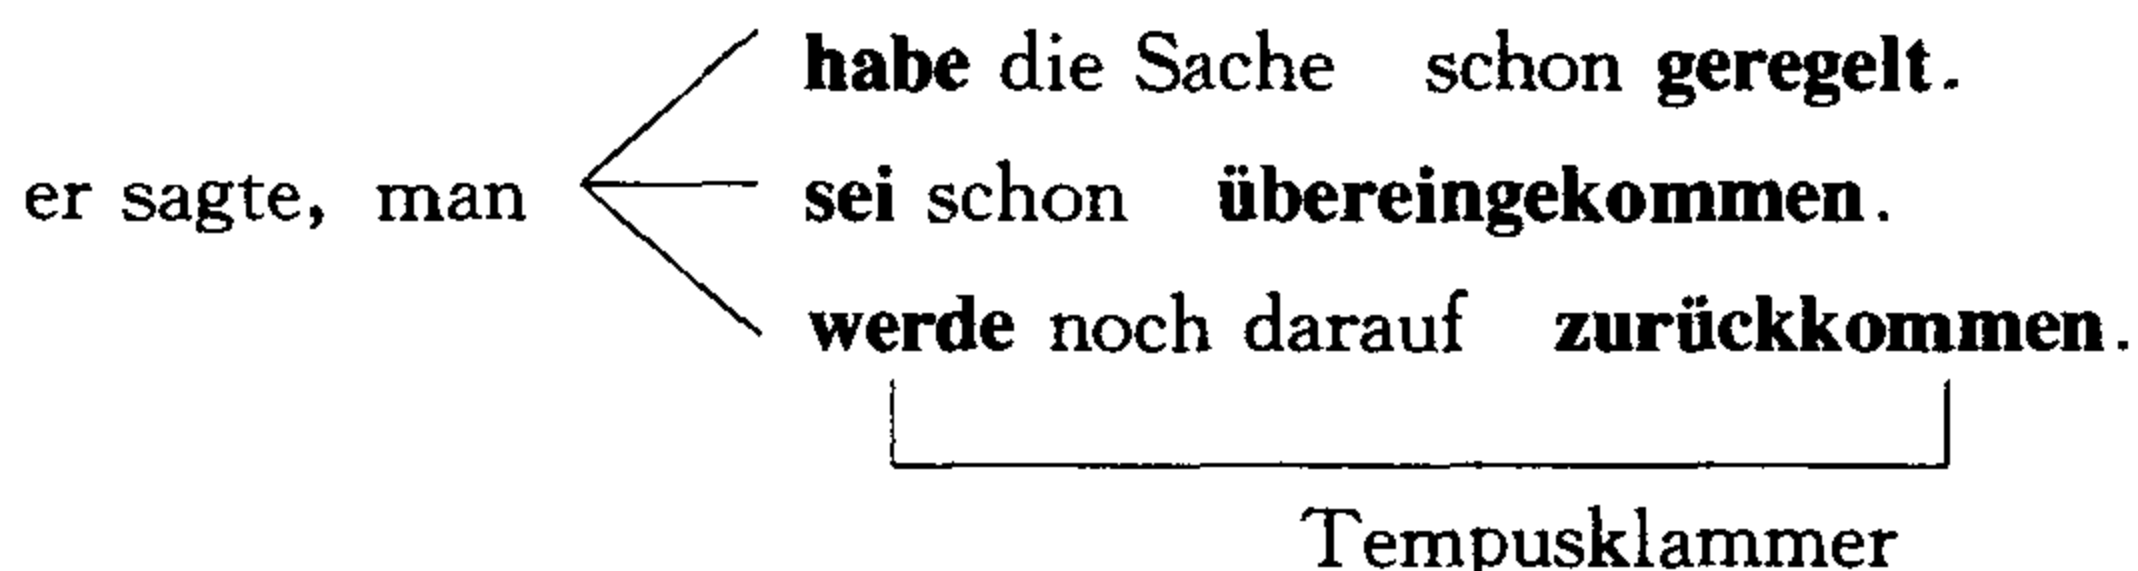 habe die Sache schon geregelt.
er sagte, man sei schon übereingekommen.
werde noch darauf zurückkommen.
Tempusklammer